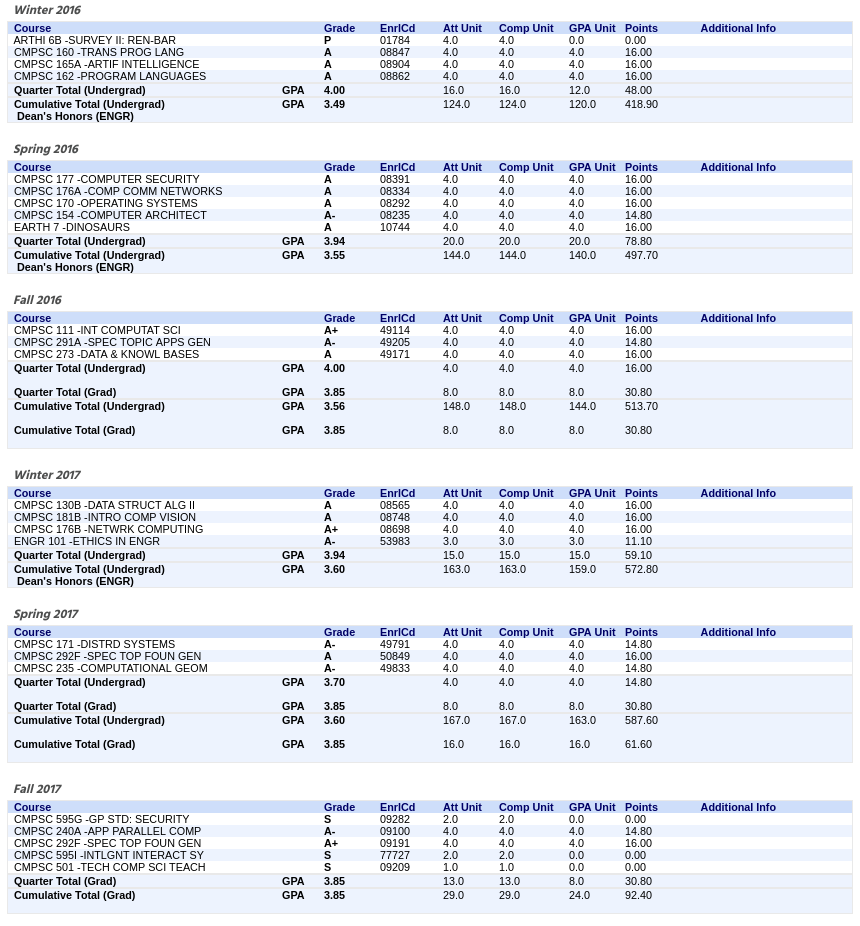 Winter 2016
Course Grade EnrlCd Att Unit Comp Unit GPA Unit Points Additional Info
ARTHI 6B -SURVEY II: REN-BAR P 01784 4.0 4.0 0.0 0.00
CMPSC 160 -TRANS PROG LANG A 08847 4.0 4.0 4.0 16.00
CMPSC 165A -ARTIF INTELLIGENCE A 08904 4.0 4.0 4.0 16.00
CMPSC 162 -PROGRAM LANGUAGES A 08862 4.0 4.0 4.0 16.00
Quarter Total (Undergrad) GPA 4.00 16.0 16.0 12.0 48.00
Cumulative Total (Undergrad) GPA 3.49 124.0 124.0 120.0 418.90
Dean's Honors (ENGR)
Spring 2016
Course Grade EnrlCd Att Unit Comp Unit GPA Unit Points Additional Info
CMPSC 177 -COMPUTER SECURITY A 08391 4.0 4.0 4.0 16.00
CMPSC 176A -COMP COMM NETWORKS A 08334 4.0 4.0 4.0 16.00
CMPSC 170 -OPERATING SYSTEMS A 08292 4.0 4.0 4.0 16.00
CMPSC 154 -COMPUTER ARCHITECT A- 08235 4.0 4.0 4.0 14.80
EARTH 7 -DINOSAURS A 10744 4.0 4.0 4.0 16.00
Quarter Total (Undergrad) GPA 3.94 20.0 20.0 20.0 78.80
Cumulative Total (Undergrad) GPA 3.55 144.0 144.0 140.0 497.70
Dean's Honors (ENGR)
Fall 2016
Course Grade EnrlCd Att Unit Comp Unit GPA Unit Points Additional Info
CMPSC 111 -INT COMPUTAT SCI A+ 49114 4.0 4.0 4.0 16.00
CMPSC 291A -SPEC TOPIC APPS GEN A- 49205 4.0 4.0 4.0 14.80
CMPSC 273 -DATA & KNOWL BASES A 49171 4.0 4.0 4.0 16.00
Quarter Total (Undergrad) GPA 4.00 4.0 4.0 4.0 16.00
Quarter Total (Grad) GPA 3.85 8.0 8.0 8.0 30.80
Cumulative Total (Undergrad) GPA 3.56 148.0 148.0 144.0 513.70
Cumulative Total (Grad) GPA 3.85 8.0 8.0 8.0 30.80
Winter 2017
Course Grade EnrlCd Att Unit Comp Unit GPA Unit Points Additional Info
CMPSC 130B -DATA STRUCT ALG II A 08565 4.0 4.0 4.0 16.00
CMPSC 181B -INTRO COMP VISION A 08748 4.0 4.0 4.0 16.00
CMPSC 176B -NETWRK COMPUTING A+ 08698 4.0 4.0 4.0 16.00
ENGR 101 -ETHICS IN ENGR A- 53983 3.0 3.0 3.0 11.10
Quarter Total (Undergrad) GPA 3.94 15.0 15.0 15.0 59.10
Cumulative Total (Undergrad) GPA 3.60 163.0 163.0 159.0 572.80
Dean's Honors (ENGR)
Spring 2017
Course Grade EnrlCd Att Unit Comp Unit GPA Unit Points Additional Info
CMPSC 171 -DISTRD SYSTEMS A- 49791 4.0 4.0 4.0 14.80
CMPSC 292F -SPEC TOP FOUN GEN A 50849 4.0 4.0 4.0 16.00
CMPSC 235 -COMPUTATIONAL GEOM A- 49833 4.0 4.0 4.0 14.80
Quarter Total (Undergrad) GPA 3.70 4.0 4.0 4.0 14.80
Quarter Total (Grad) GPA 3.85 8.0 8.0 8.0 30.80
Cumulative Total (Undergrad) GPA 3.60 167.0 167.0 163.0 587.60
Cumulative Total (Grad) GPA 3.85 16.0 16.0 16.0 61.60
Fall 2017
Course Grade EnrlCd Att Unit Comp Unit GPA Unit Points Additional Info
CMPSC 595G -GP STD: SECURITY S 09282 2.0 2.0 0.0 0.00
CMPSC 240A -APP PARALLEL COMP A- 09100 4.0 4.0 4.0 14.80
CMPSC 292F -SPEC TOP FOUN GEN A+ 09191 4.0 4.0 4.0 16.00
CMPSC 595I -INTLGNT INTERACT SY S 77727 2.0 2.0 0.0 0.00
CMPSC 501 -TECH COMP SCI TEACH S 09209 1.0 1.0 0.0 0.00
Quarter Total (Grad) GPA 3.85 13.0 13.0 8.0 30.80
Cumulative Total (Grad) GPA 3.85 29.0 29.0 24.0 92.40